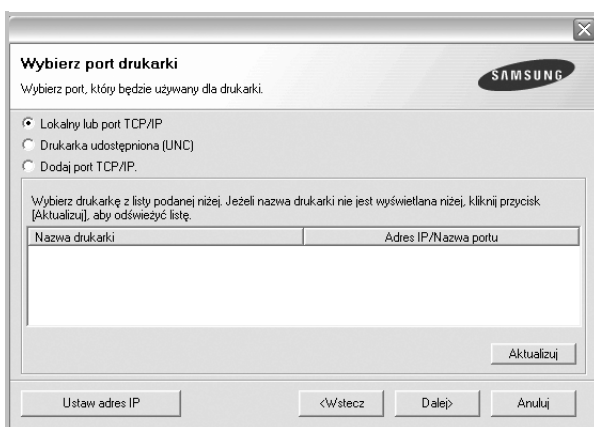 Wybierz port drukarki
Wybierz port, który będzie używany dla drukarki.
SAMSUNG
Lokalny lub port TCP/IP
Drukarka udostępniona (UNC)
Dodaj port TCP/IP.
Wybierz drukarkę z listy podanej niżej. Jeżeli nazwa drukarki nie jest wyświetlana niżej, kliknij przycisk
[Aktualizuj], aby odświeżyć listę.
Nazwa drukarki Adres IP/Nazwa portu
Aktualizuj
Ustaw adres IP <Wstecz Dalej> Anuluj